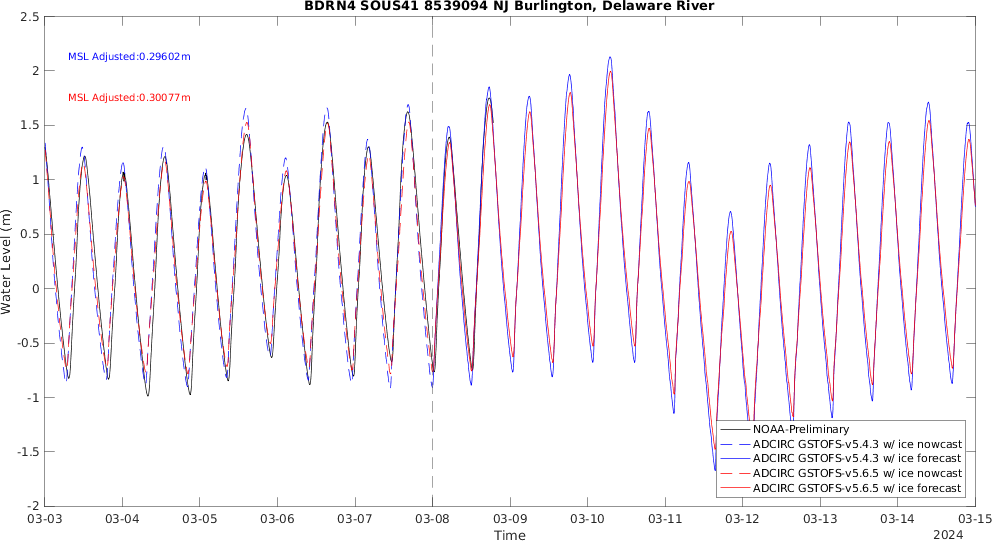 BDRN4 SOUS41 8539094 NJ Burlington, Delaware River
2.5
2
1.5
1
0.5
0
-0.5
-1
-1.5
-2
Water Level (m)
MSL Adjusted:0.29602m
MSL Adjusted:0.30077m
NOAA-Preliminary
ADCIRC GSTOFS-v5.4.3 w/ ice nowcast
ADCIRC GSTOFS-v5.4.3 w/ ice forecast
ADCIRC GSTOFS-v5.6.5 w/ ice nowcast
ADCIRC GSTOFS-v5.6.5 w/ ice forecast
03-03 03-04 03-05 03-06 03-07 03-08 03-09 03-10 03-11 03-12 03-13 03-14 03-15
Time
2024